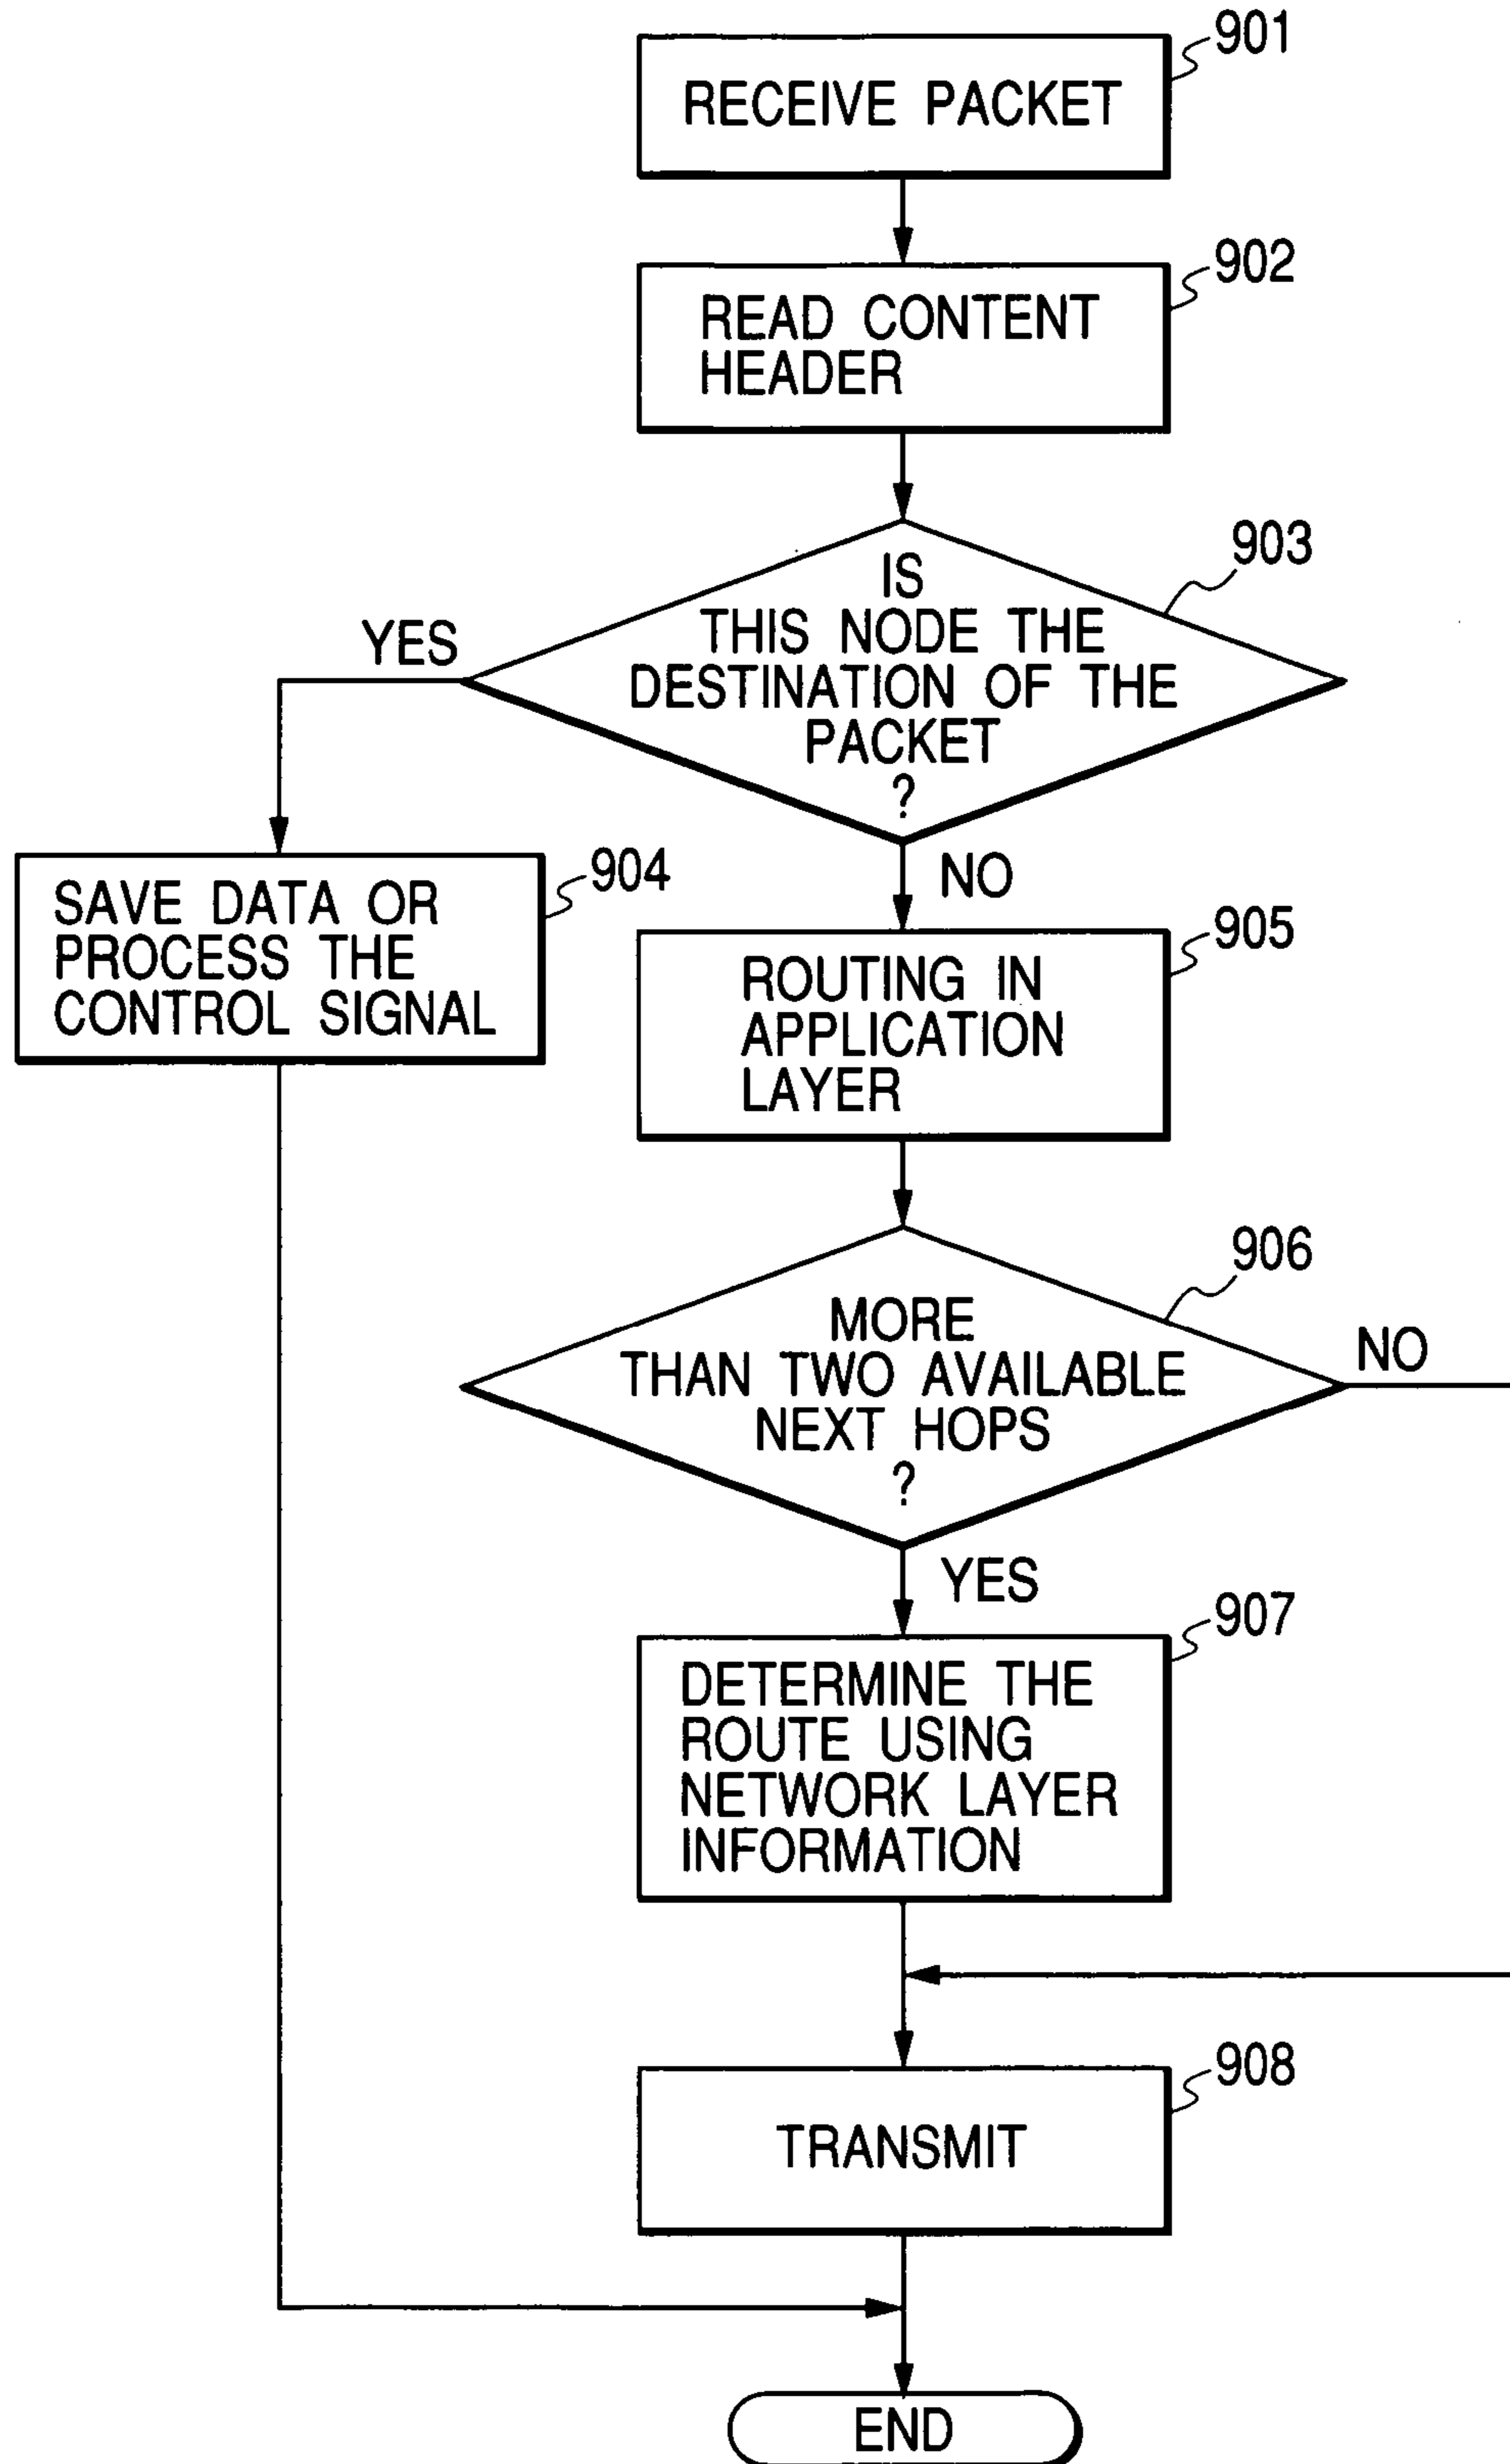 901
RECEIVE PACKET
902
READ CONTENT
HEADER
903
IS
THIS NODE THE
DESTINATION OF THE
PACKET
?
YES
NO
904
SAVE DATA OR
PROCESS THE
CONTROL SIGNAL
905
ROUTING IN
APPLICATION
LAYER
906
MORE
THAN TWO AVAILABLE
NEXT HOPS
?
NO
YES
907
DETERMINE THE
ROUTE USING
NETWORK LAYER
INFORMATION
908
TRANSMIT
END